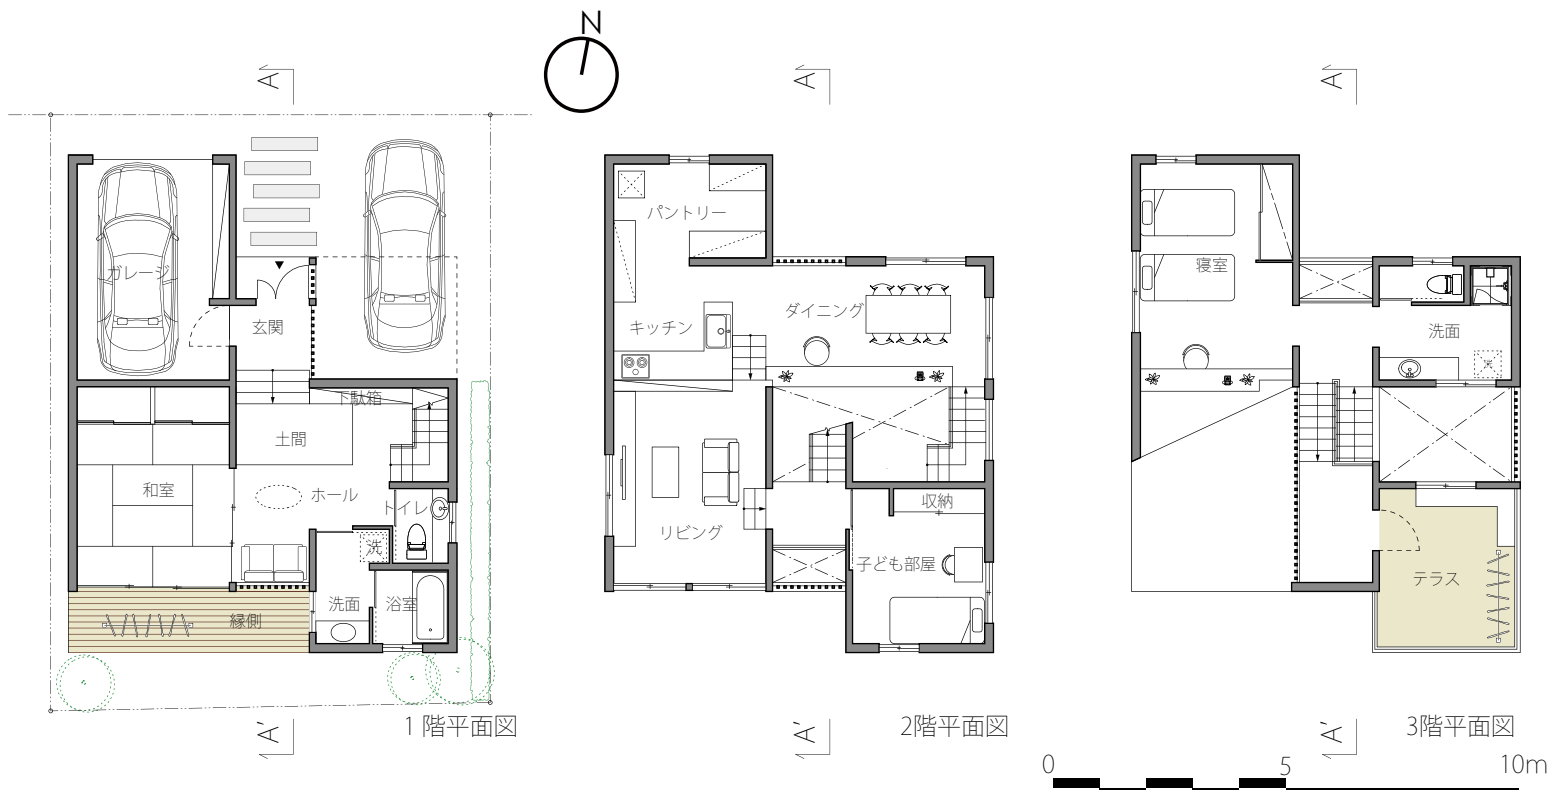 N
A
A
A
ガレージ
玄関
下駄箱
土間
和室
ホール
トイレ
洗
洗面
浴室
縁側
A'
1 階平面図
パントリー
キッチン
ダイニング
リビング
収納
子ども部屋
A'
2階平面図
寝室
洗面
洗
テラス
A'
3階平面図
0 5 10m